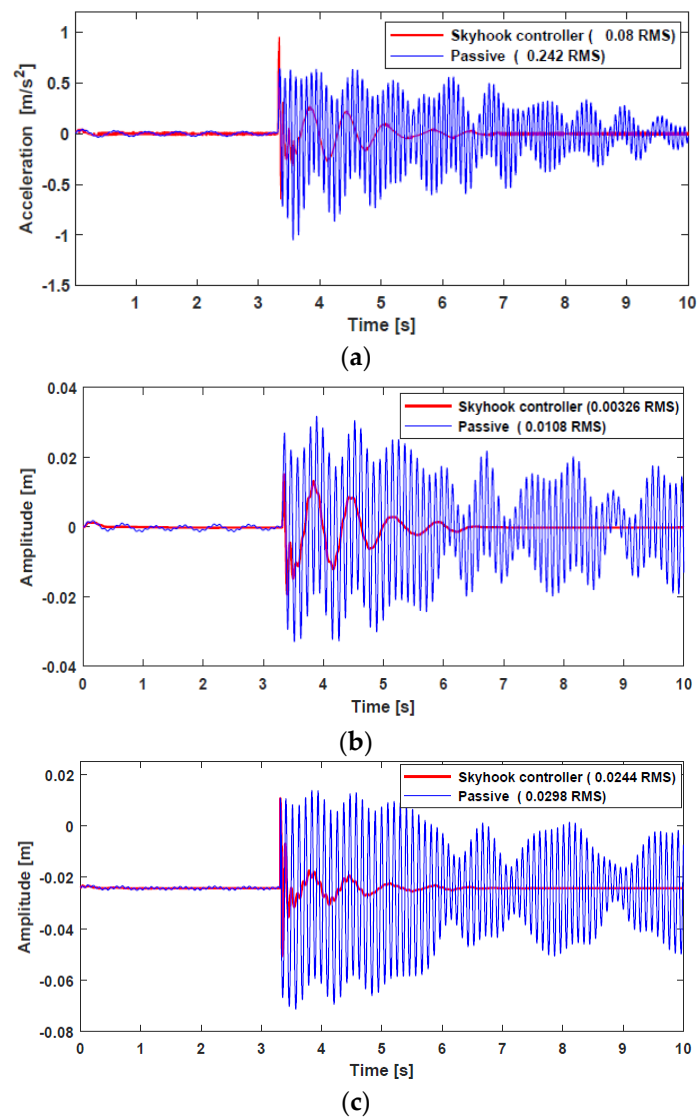 1
0.5
0
-0.5
-1
-1.5
Acceleration [m/s²]
Skyhook controller ( 0.08 RMS)
Passive ( 0.242 RMS)
1 2 3 4 5 6 7 8 9 10
Time [s]
(a)
0.04
0.02
0
-0.02
-0.04
Amplitude [m]
Skyhook controller (0.00326 RMS)
Passive ( 0.0108 RMS)
0 1 2 3 4 5 6 7 8 9 10
Time [s]
(b)
0.02
0
-0.02
-0.04
-0.06
-0.08
Amplitude [m]
Skyhook controller ( 0.0244 RMS)
Passive ( 0.0298 RMS)
0 1 2 3 4 5 6 7 8 9 10
Time [s]
(c)